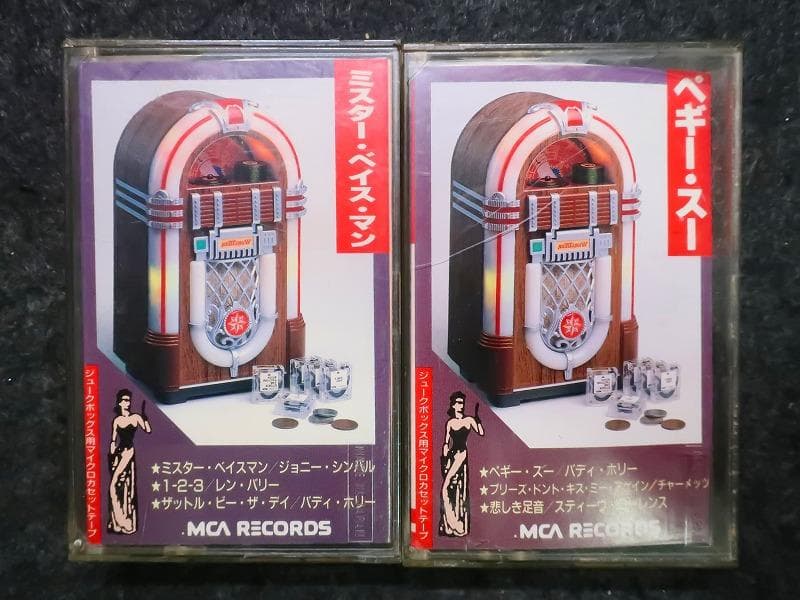 ミスター・ベイス・マン
ジュークボックス用マイクロカセットテープ
★ミスター・ベイスマン/ジョニー・シンバル
★1-2-3/レン・バリー
★ザットル・ビー・ザ・デイ/バディ・ホリー
.MCA RECORDS
ペギー・スー
ジュークボックス用マイクロカセットテープ
★ペギー・スー/バディ・ホリー
★プリーズ・ドント・キス・ミー・アゲイン/チャーメッツ
★悲しき足音/スティーヴ・ローレンス
.MCA RECORDS